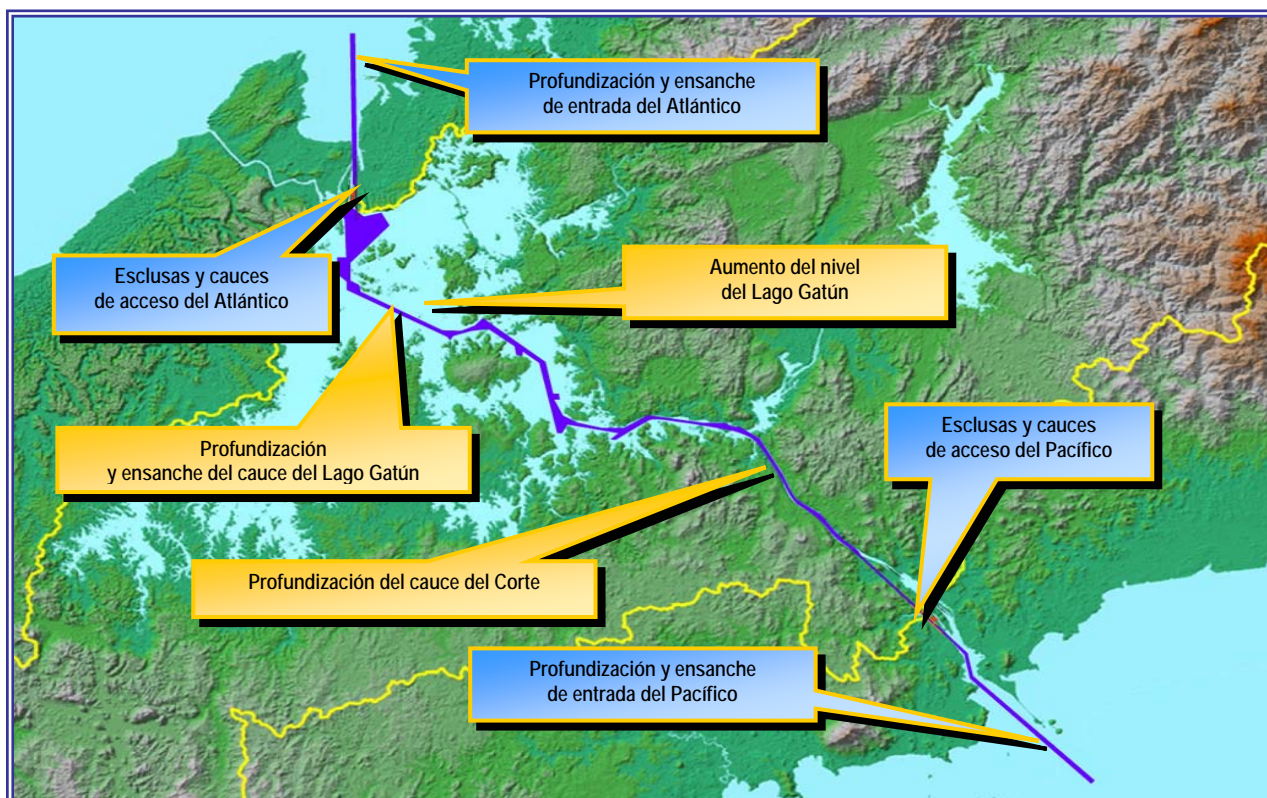 Profundización y ensanche
de entrada del Atlántico
Esclusas y cauces
de acceso del Atlántico
Aumento del nivel
del Lago Gatún
Profundización
y ensanche del cauce del Lago Gatún
Esclusas y cauces
de acceso del Pacífico
Profundización del cauce del Corte
Profundización y ensanche
de entrada del Pacífico